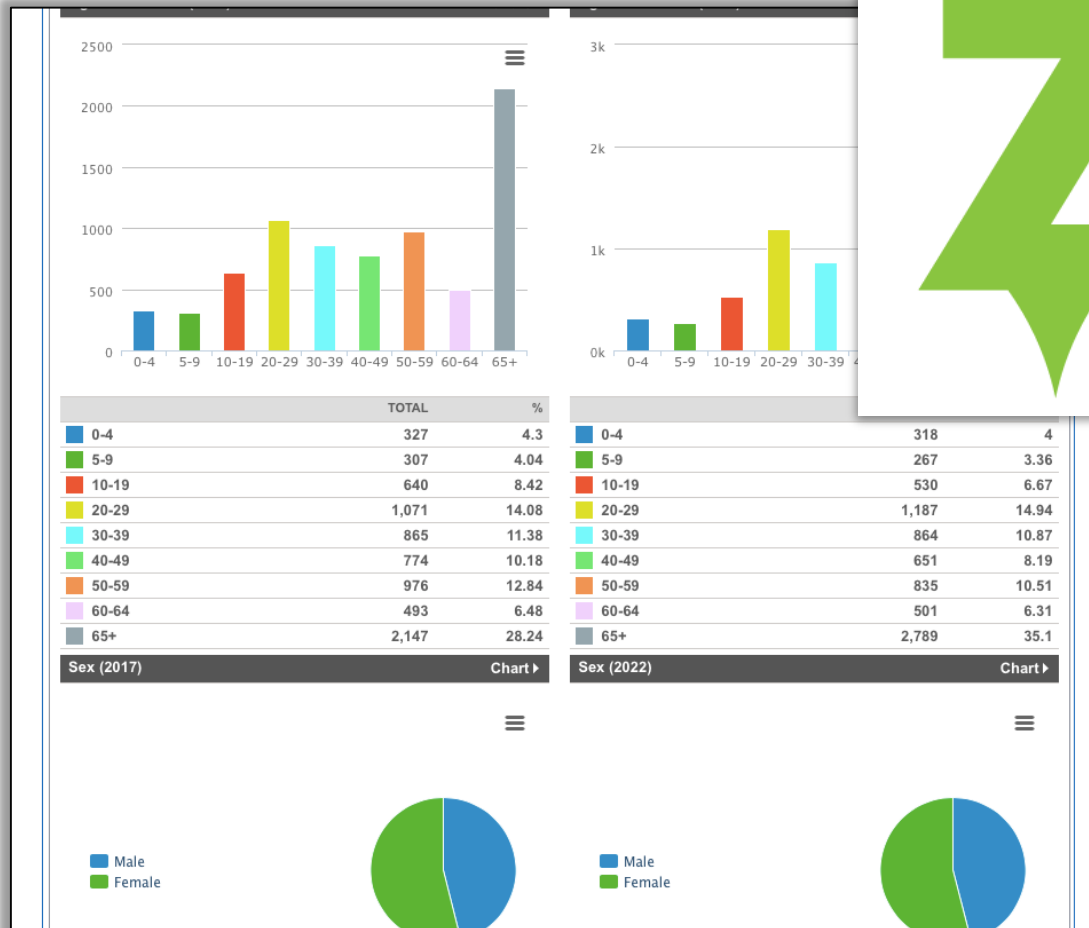 2500
2000
1500
1000
500
0
0-4 5-9 10-19 20-29 30-39 40-49 50-59 60-64 65+
3k
2k
1k
0k
0-4 5-9 10-19 20-29 30-39
TOTAL %
0-4 327 4.3
5-9 307 4.04
10-19 640 8.42
20-29 1,071 14.08
30-39 865 11.38
40-49 774 10.18
50-59 976 12.84
60-64 493 6.48
65+ 2,147 28.24
0-4 318 4
5-9 267 3.36
10-19 530 6.67
20-29 1,187 14.94
30-39 864 10.87
40-49 651 8.19
50-59 835 10.51
60-64 501 6.31
65+ 2,789 35.1
Sex (2017) Chart
Sex (2022) Chart
Male
Female
Male
Female